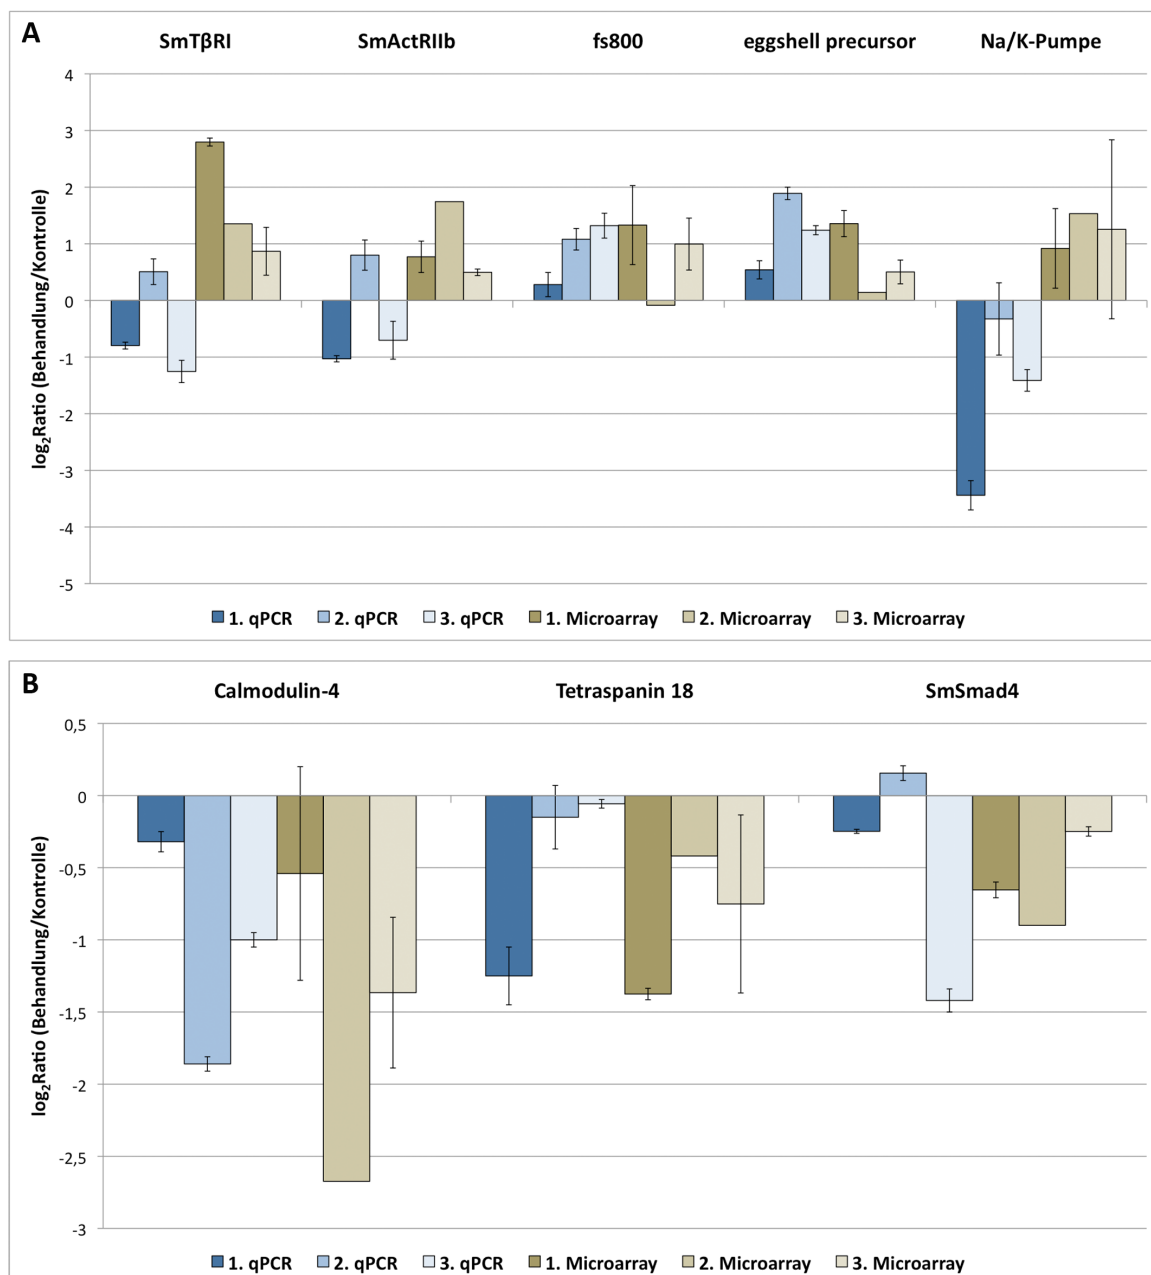 A
SmTβRI SmActRIIb fs800 eggshell precursor Na/K-Pumpe
4
3
2
1
0
-1
-2
-3
-4
-5
log₂Ratio (Behandlung/Kontrolle)
1. qPCR 2. qPCR 3. qPCR 1. Microarray 2. Microarray 3. Microarray
B
Calmodulin-4 Tetraspanin 18 SmSmad4
0,5
0
-0,5
-1
-1,5
-2
-2,5
-3
log₂Ratio (Behandlung/Kontrolle)
1. qPCR 2. qPCR 3. qPCR 1. Microarray 2. Microarray 3. Microarray